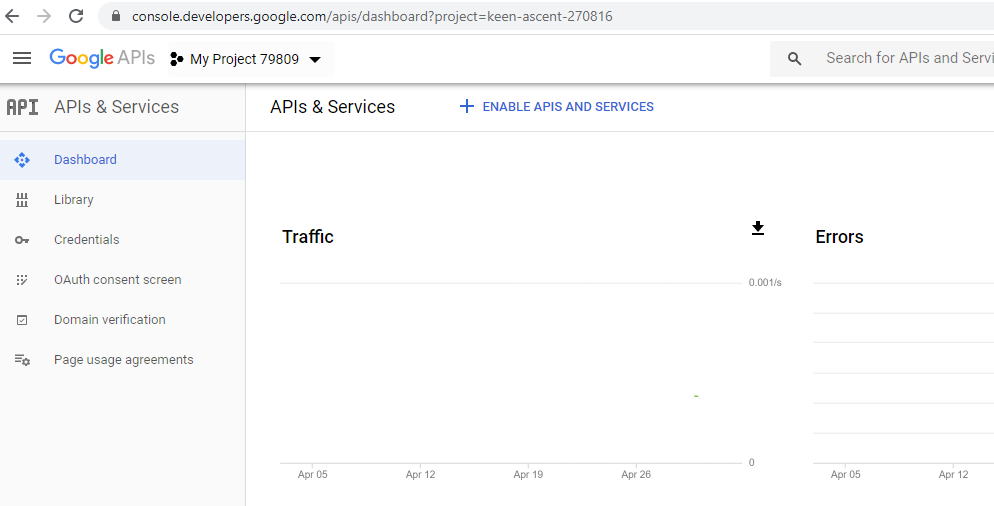 console.developers.google.com/apis/dashboard?project=keen-ascent-270816
Google APIs My Project 79809 Search for APIs and Servi
API APIs & Services
APIs & Services + ENABLE APIS AND SERVICES
Dashboard
Library
Credentials
OAuth consent screen
Domain verification
Page usage agreements
Traffic
0.001/s
0
Apr 05 Apr 12 Apr 19 Apr 26
Errors
Apr 05 Apr 12